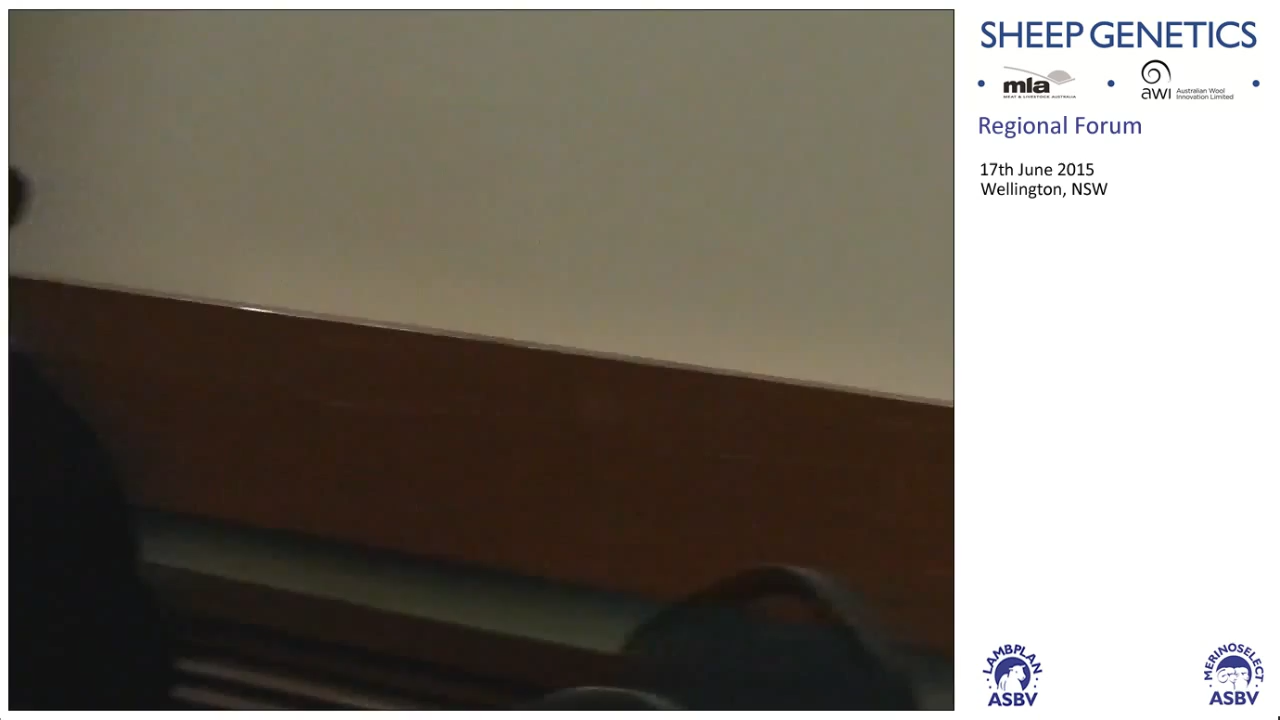 SHEEP GENETICS
mla
MEAT & LIVESTOCK AUSTRALIA
awi Australian Wool
Innovation Limited
Regional Forum
17th June 2015
Wellington, NSW
LAMBPLAN
ASBV
MERINOSELECT
ASBV